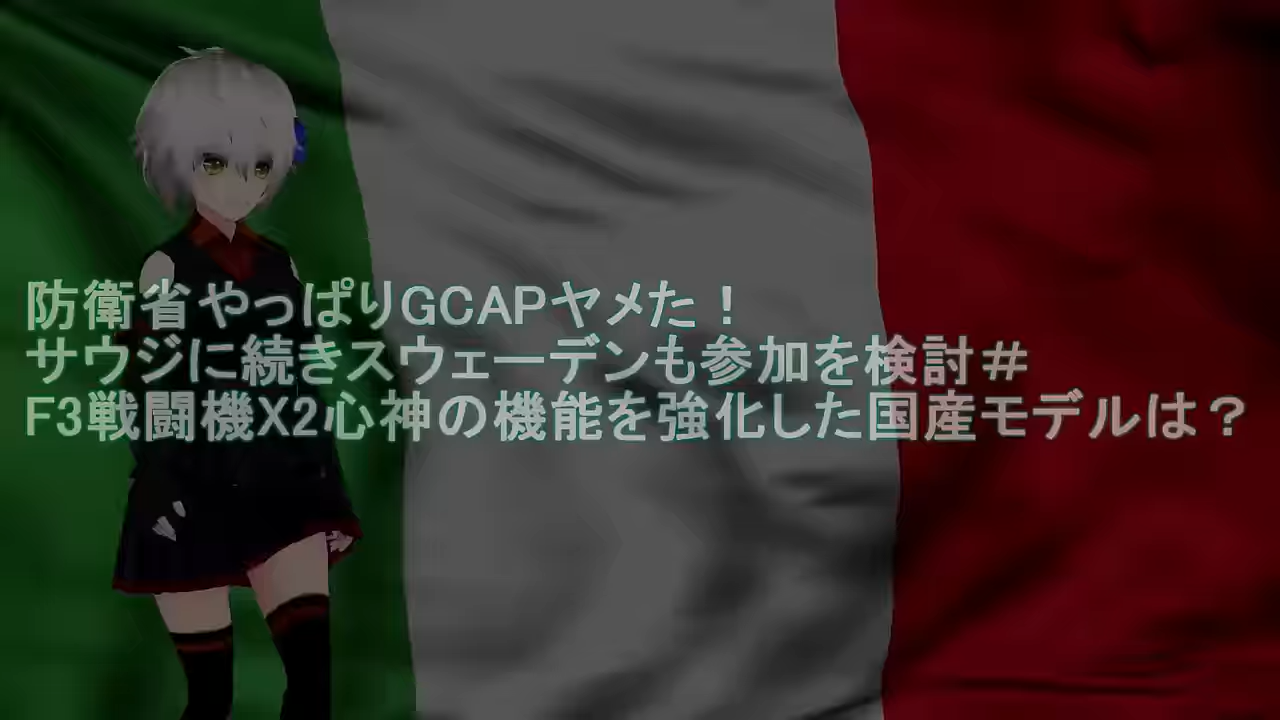 防衛省やっぱりGCAPヤメた！
サウジに続きスウェーデンも参加を検討＃
F3戦闘機X2心神の機能を強化した国産モデルは？